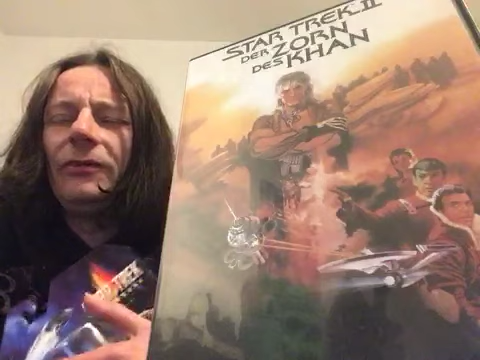 STAR TREK II
DER ZORN
DES KHAN